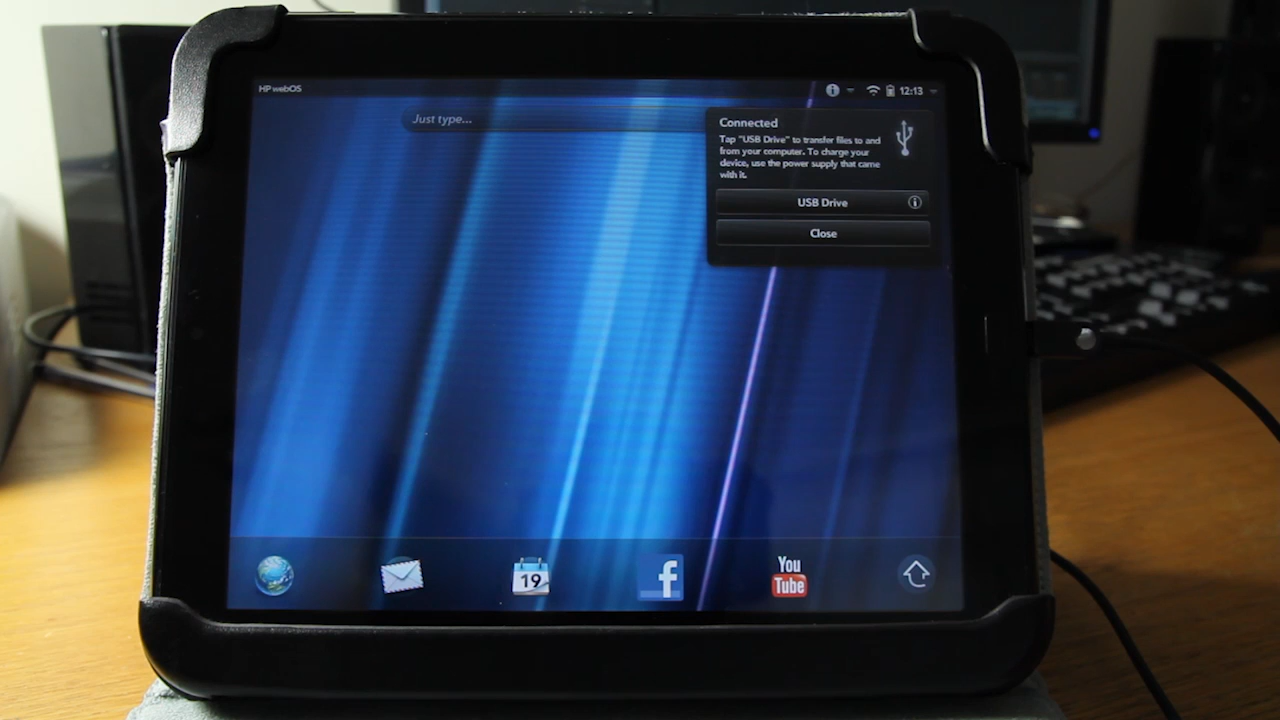 HP webOS
12:13
Just type...
Connected
Tap "USB Drive" to transfer files to and
from your computer. To charge your
device, use the power supply that came
with it.
USB Drive
Close
19
f
You
Tube